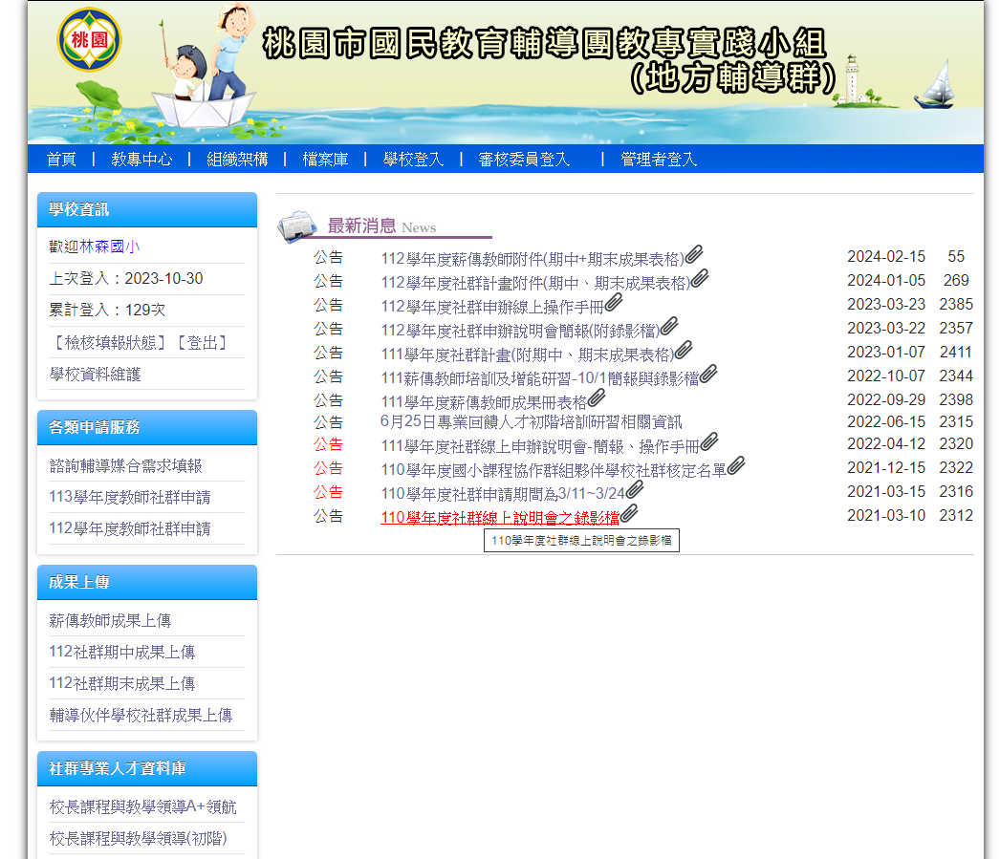 桃園
桃園市國民教育輔導團教專實踐小組
(地方輔導群)
首頁 | 教專中心 | 組織架構 | 檔案庫 | 學校登入 | 審核委員登入 | 管理者登入
學校資訊
歡迎林森國小
上次登入：2023-10-30
累計登入：129次
【檢核填報狀態】【登出】
學校資料維護
各類申請服務
諮詢輔導媒合需求填報
113學年度教師社群申請
112學年度教師社群申請
成果上傳
薪傳教師成果上傳
112社群期中成果上傳
112社群期末成果上傳
輔導伙伴學校社群成果上傳
社群專業人才資料庫
校長課程與教學領導A+領航
校長課程與教學領導(初階)
最新消息 News
公告 112學年度薪傳教師附件(期中+期末成果表格) 2024-02-15 55
公告 112學年度社群計畫附件(期中、期末成果表格) 2024-01-05 269
公告 112學年度社群申辦線上操作手冊 2023-03-23 2385
公告 112學年度社群申辦說明會簡報(附錄影檔) 2023-03-22 2357
公告 111學年度社群計畫(附期中、期末成果表格) 2023-01-07 2411
公告 111薪傳教師培訓及增能研習-10/1簡報與錄影檔 2022-10-07 2344
公告 111學年度薪傳教師成果冊表格 2022-09-29 2398
公告 6月25日專業回饋人才初階培訓研習相關資訊 2022-06-15 2315
公告 111學年度社群線上申辦說明會-簡報、操作手冊 2022-04-12 2320
公告 110學年度國小課程協作群組夥伴學校社群核定名單 2021-12-15 2322
公告 110學年度社群申請期間為3/11~3/24 2021-03-15 2316
公告 110學年度社群線上說明會之錄影檔 2021-03-10 2312
110學年度社群線上說明會之錄影檔